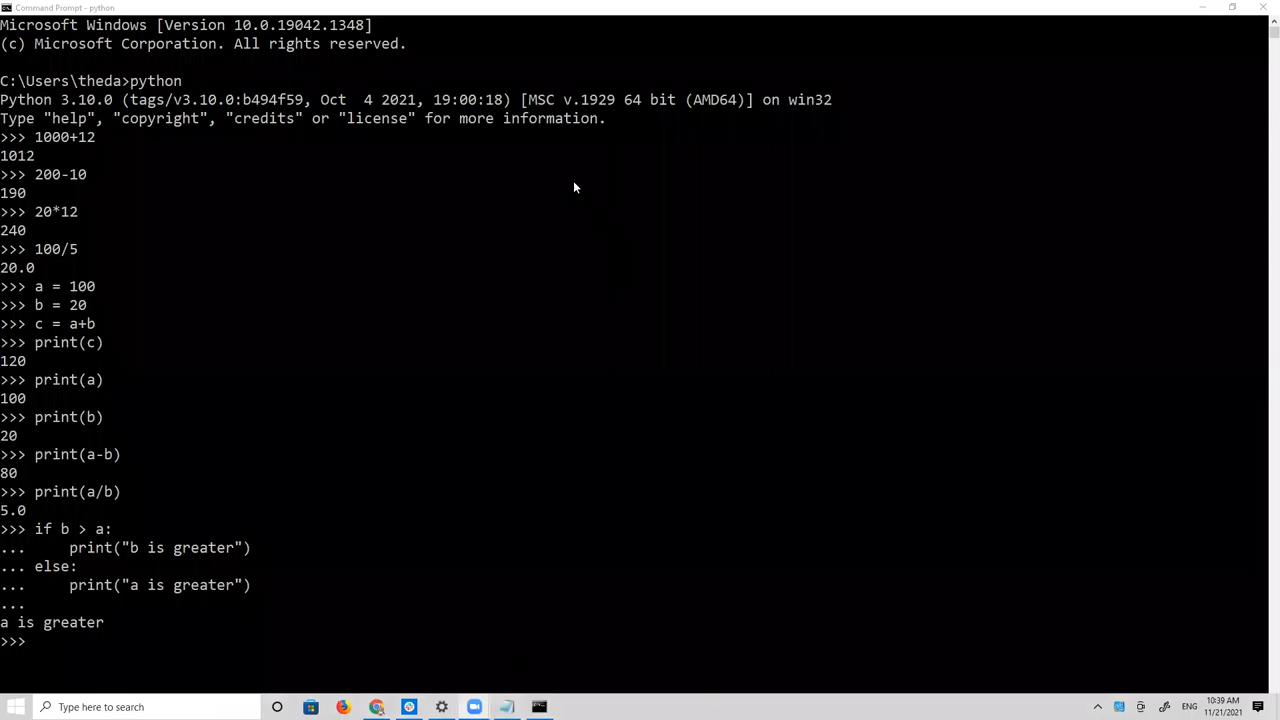 Command Prompt - python
Microsoft Windows [Version 10.0.19042.1348]
(c) Microsoft Corporation. All rights reserved.
C:\Users\theda>python
Python 3.10.0 (tags/v3.10.0:b494f59, Oct  4 2021, 19:00:18) [MSC v.1929 64 bit (AMD64)] on win32
Type "help", "copyright", "credits" or "license" for more information.
>>> 1000+12
1012
>>> 200-10
190
>>> 20*12
240
>>> 100/5
20.0
>>> a = 100
>>> b = 20
>>> c = a+b
>>> print(c)
120
>>> print(a)
100
>>> print(b)
20
>>> print(a-b)
80
>>> print(a/b)
5.0
>>> if b > a:
...     print("b is greater")
... else:
...     print("a is greater")
...
a is greater
>>>
Type here to search
ENG
10:39 AM
11/21/2021